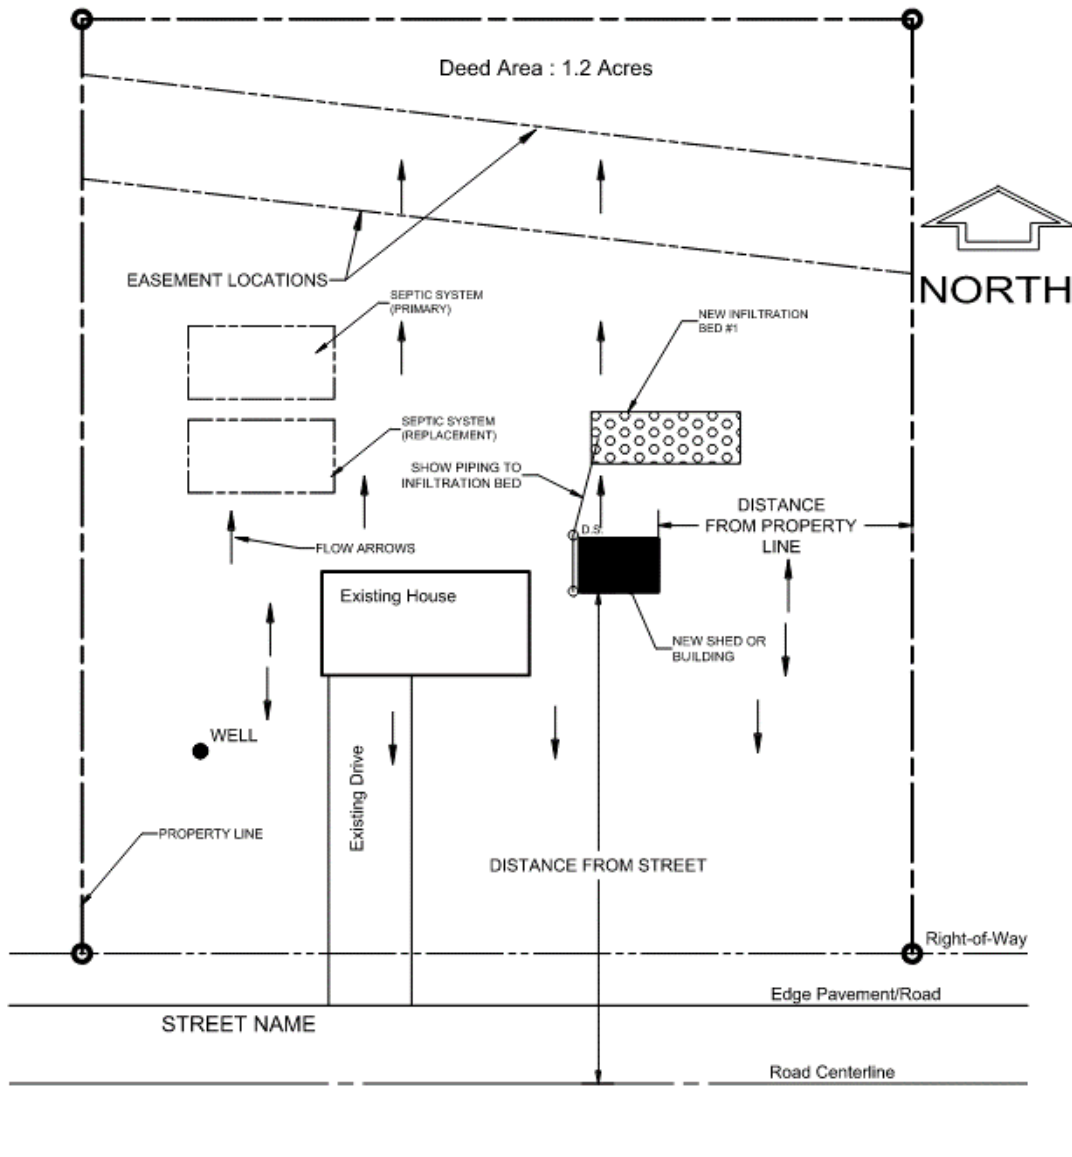 Deed Area : 1.2 Acres
NORTH
EASEMENT LOCATIONS
SEPTIC SYSTEM
(PRIMARY)
NEW INFILTRATION
BED #1
SEPTIC SYSTEM
(REPLACEMENT)
SHOW PIPING TO
INFILTRATION BED
DISTANCE
FROM PROPERTY
LINE
D.S.
FLOW ARROWS
Existing House
NEW SHED OR
BUILDING
WELL
Existing Drive
PROPERTY LINE
DISTANCE FROM STREET
Right-of-Way
Edge Pavement/Road
STREET NAME
Road Centerline